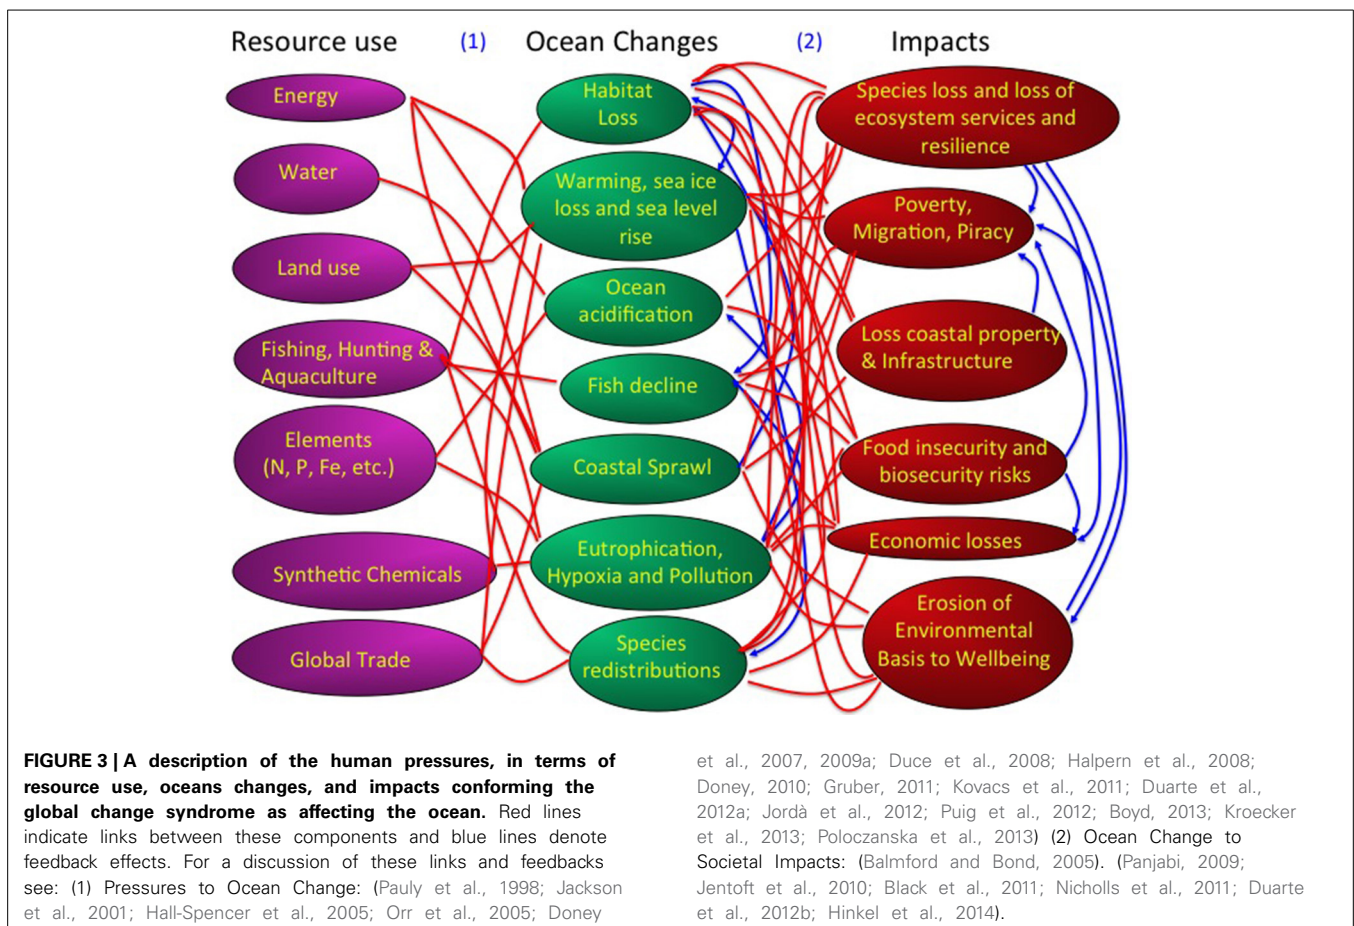 Resource use
(1)
Ocean Changes
(2)
Impacts
Energy
Water
Land use
Fishing, Hunting &
Aquaculture
Elements
(N, P, Fe, etc.)
Synthetic Chemicals
Global Trade
Habitat
Loss
Warming, sea ice
loss and sea level
rise
Ocean
acidification
Fish decline
Coastal Sprawl
Eutrophication,
Hypoxia and Pollution
Species
redistributions
Species loss and loss of
ecosystem services and
resilience
Poverty,
Migration, Piracy
Loss coastal property
& Infrastructure
Food insecurity and
biosecurity risks
Economic losses
Erosion of
Environmental
Basis to Wellbeing
FIGURE 3 | A description of the human pressures, in terms of
resource use, oceans changes, and impacts conforming the
global change syndrome as affecting the ocean. Red lines
indicate links between these components and blue lines denote
feedback effects. For a discussion of these links and feedbacks
see: (1) Pressures to Ocean Change: (Pauly et al., 1998; Jackson
et al., 2001; Hall-Spencer et al., 2005; Orr et al., 2005; Doney
et al., 2007, 2009a; Duce et al., 2008; Halpern et al., 2008;
Doney, 2010; Gruber, 2011; Kovacs et al., 2011; Duarte et al.,
2012a; Jordà et al., 2012; Puig et al., 2012; Boyd, 2013; Kroecker
et al., 2013; Poloczanska et al., 2013) (2) Ocean Change to
Societal Impacts: (Balmford and Bond, 2005). (Panjabi, 2009;
Jentoft et al., 2010; Black et al., 2011; Nicholls et al., 2011; Duarte
et al., 2012b; Hinkel et al., 2014).